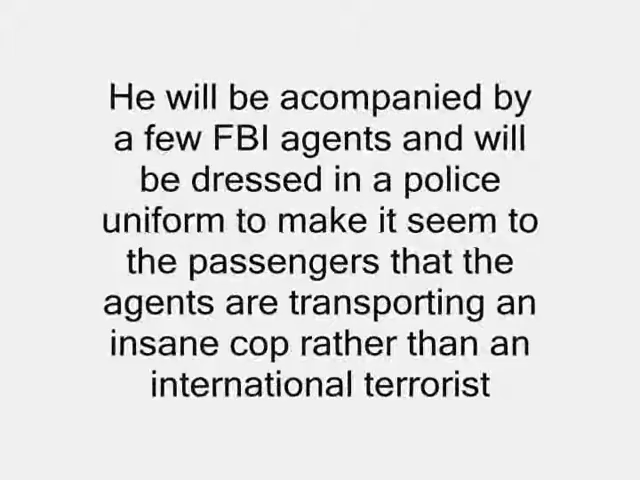 He will be acompanied by
a few FBI agents and will
be dressed in a police
uniform to make it seem to
the passengers that the
agents are transporting an
insane cop rather than an
international terrorist